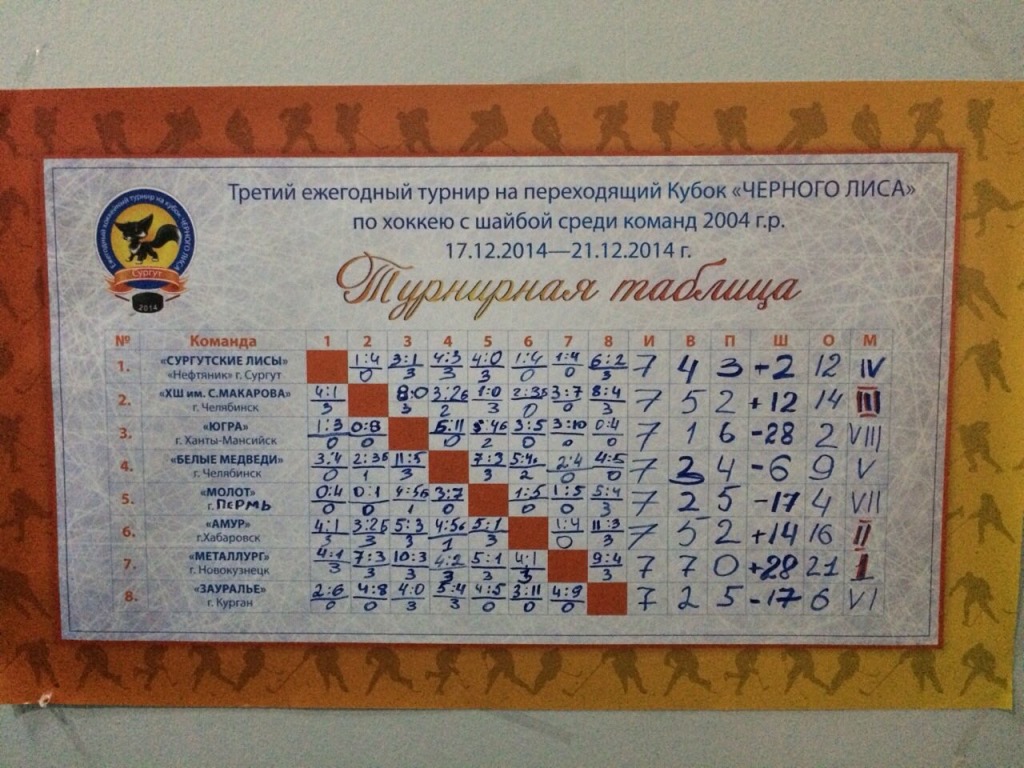 Третий ежегодный турнир на переходящий Кубок «ЧЕРНОГО ЛИСА»
по хоккею с шайбой среди команд 2004 г.р.
17.12.2014—21.12.2014 г.
Сургут
2014
Турнирная таблица
№ Команда 1 2 3 4 5 6 7 8 И В П Ш О М
1. «СУРГУТСКИЕ ЛИСЫ» 1:4 3:1 4:3 4:0 1:4 1:4 6:2 7 4 3 +2 12 IV
«Нефтяник» г. Сургут 0 3 3 3 0 0 3
2. «ХШ им. С.МАКАРОВА» 4:1 8:0 3:2б 1:0 2:3б 3:7 8:4 7 5 2 +12 14 III
г. Челябинск 3 3 2 3 0 0 3
3. «ЮГРА» 1:3 0:8 5:11 5:4б 3:5 3:10 0:4 7 1 6 -28 2 VIII
г. Ханты-Мансийск 0 0 0 2 0 0 0
4. «БЕЛЫЕ МЕДВЕДИ» 3:4 2:3б 11:5 7:3 5:4б 2:4 4:5 7 3 4 -6 9 V
г. Челябинск 0 1 3 3 2 0 0
5. «МОЛОТ» 0:4 0:1 4:5б 3:7 1:5 1:5 5:4 7 2 5 -17 4 VII
г. ПЕРМЬ 0 0 1 0 0 0 3
6. «АМУР» 4:1 3:2б 5:3 4:5б 5:1 1:4 11:3 7 5 2 +14 16 II
г.Хабаровск 3 3 3 1 3 0 3
7. «МЕТАЛЛУРГ» 4:1 7:3 10:3 4:2 5:1 4:1 9:4 7 7 0 +28 21 I
г. Новокузнецк 3 3 3 3 3 3 3
8. «ЗАУРАЛЬЕ» 2:6 4:8 4:0 5:4 4:5 3:11 4:9 7 2 5 -17 6 VI
г. Курган 0 0 3 3 0 0 0